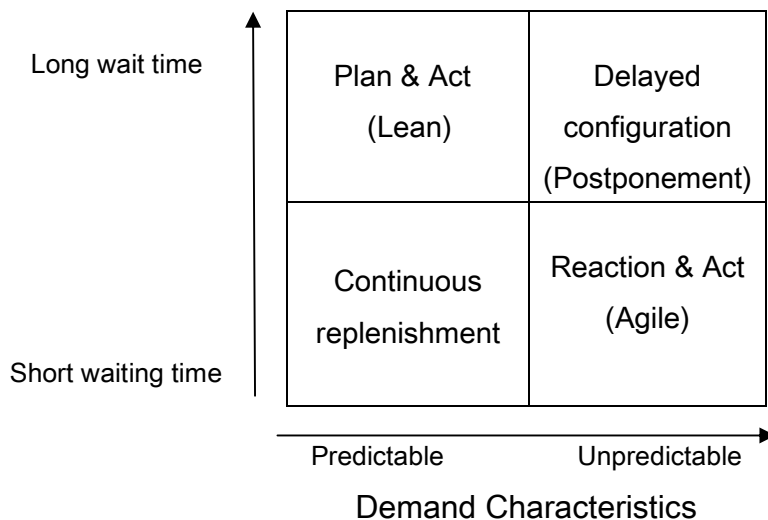 Long wait time
Plan & Act
(Lean)
Delayed
configuration
(Postponement)
Short waiting time
Continuous
replenishment
Reaction & Act
(Agile)
Predictable
Unpredictable
Demand Characteristics